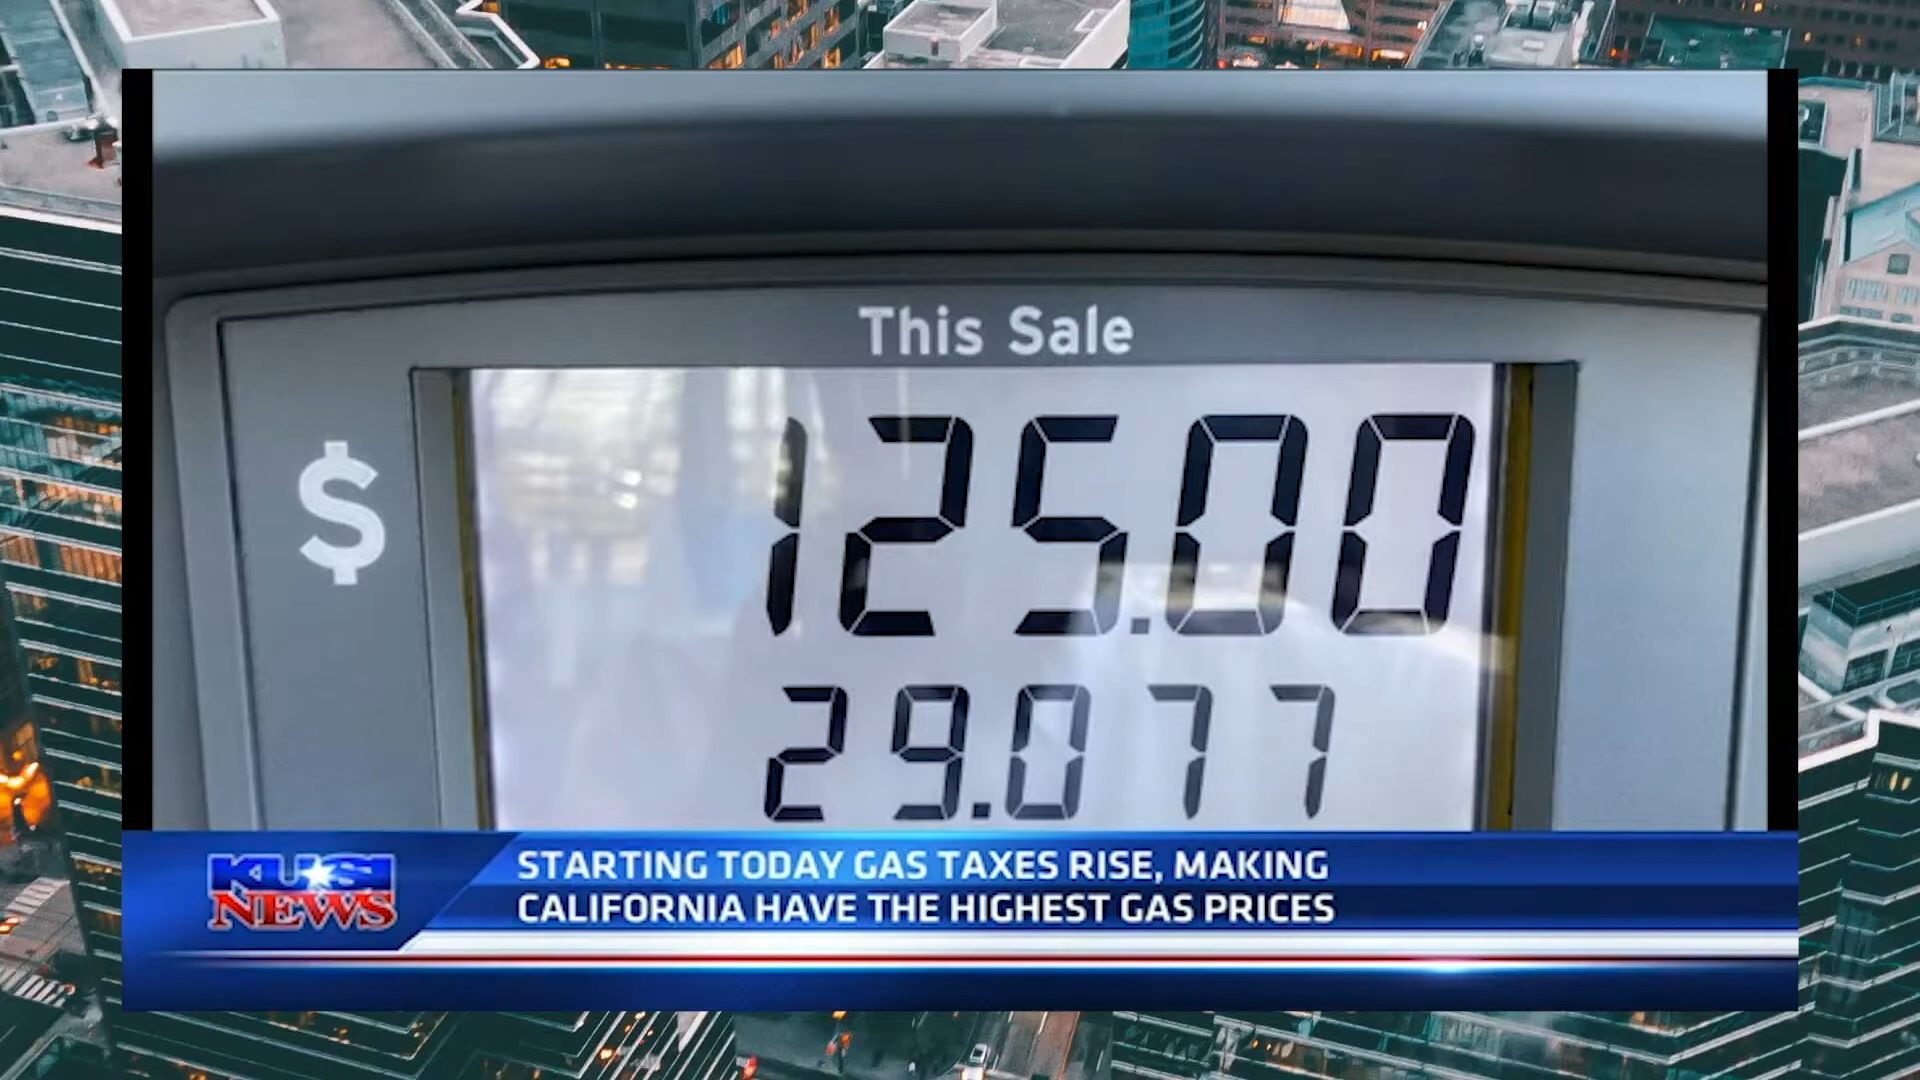 This Sale
$
125.00
29.077
KUSI
NEWS
STARTING TODAY GAS TAXES RISE, MAKING
CALIFORNIA HAVE THE HIGHEST GAS PRICES